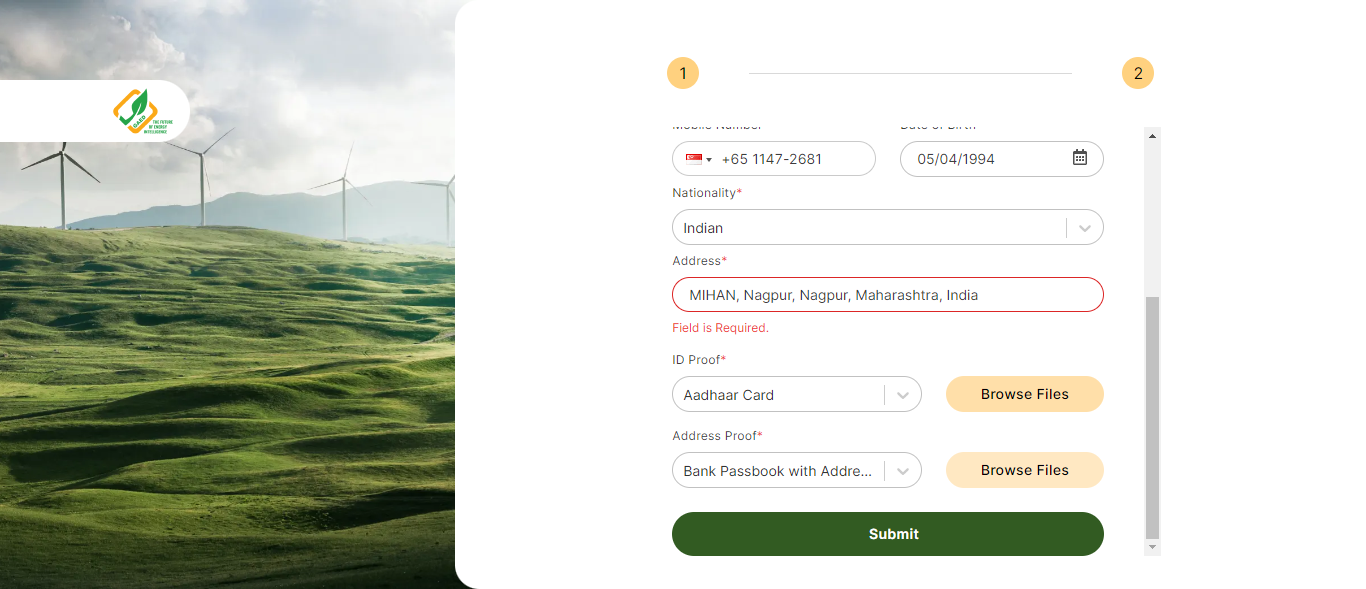 GAEP
THE FUTURE
OF ENERGY
INTELLIGENCE
1
2
Mobile Number
Date of Birth
+65 1147-2681
05/04/1994
Nationality*
Indian
Address*
MIHAN, Nagpur, Nagpur, Maharashtra, India
Field is Required.
ID Proof*
Aadhaar Card
Browse Files
Address Proof*
Bank Passbook with Addre...
Browse Files
Submit